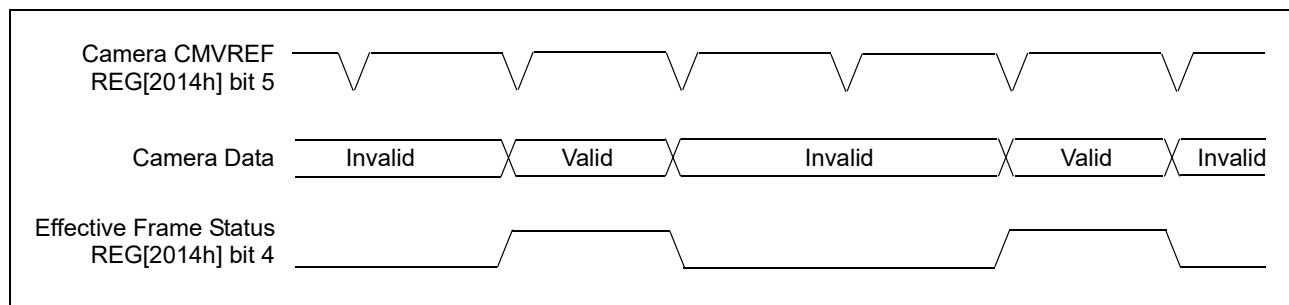 Camera CMVREF
REG[2014h] bit 5
Camera Data Invalid Valid Invalid Valid Invalid
Effective Frame Status
REG[2014h] bit 4